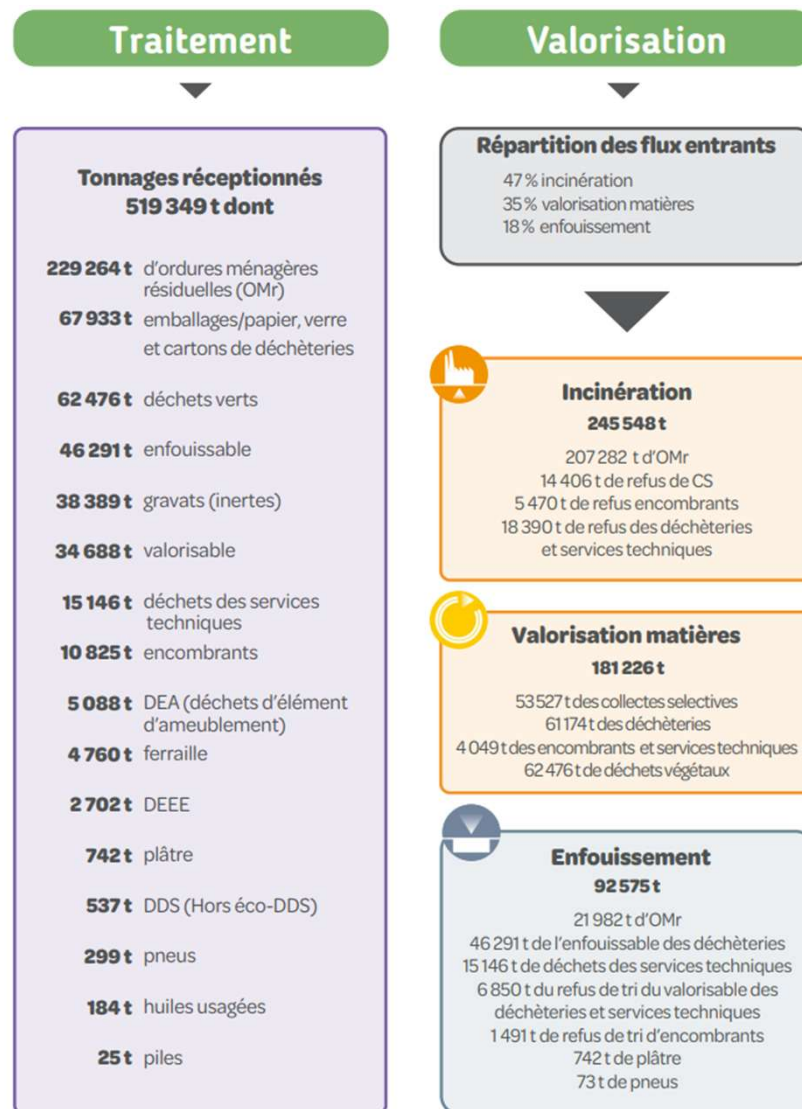 Traitement
Tonnages réceptionnés
519 349 t dont
229 264 t d'ordures ménagères
résiduelles (OMr)
67 933 t emballages/papier, verre
et cartons de déchèteries
62 476 t déchets verts
46 291 t enfouissable
38 389 t gravats (inertes)
34 688 t valorisable
15 146 t déchets des services
techniques
10 825 t encombrants
5 088 t DEA (déchets d'élément
d'ameublement)
4 760 t ferraille
2 702 t DEEE
742 t plâtre
537 t DDS (Hors éco-DDS)
299 t pneus
184 t huiles usagées
25 t piles
Valorisation
Répartition des flux entrants
47 % incinération
35 % valorisation matières
18 % enfouissement
Incinération
245 548 t
207 282 t d'OMr
14 406 t de refus de CS
5 470 t de refus encombrants
18 390 t de refus des déchèteries
et services techniques
Valorisation matières
181 226 t
53 527 t des collectes selectives
61 174 t des déchèteries
4 049 t des encombrants et services techniques
62 476 t de déchets végétaux
Enfouissement
92 575 t
21 982 t d'OMr
46 291 t de l'enfouissable des déchèteries
15 146 t de déchets des services techniques
6 850 t du refus de tri du valorisable des
déchèteries et services techniques
1 491 t de refus de tri d'encombrants
742 t de plâtre
73 t de pneus